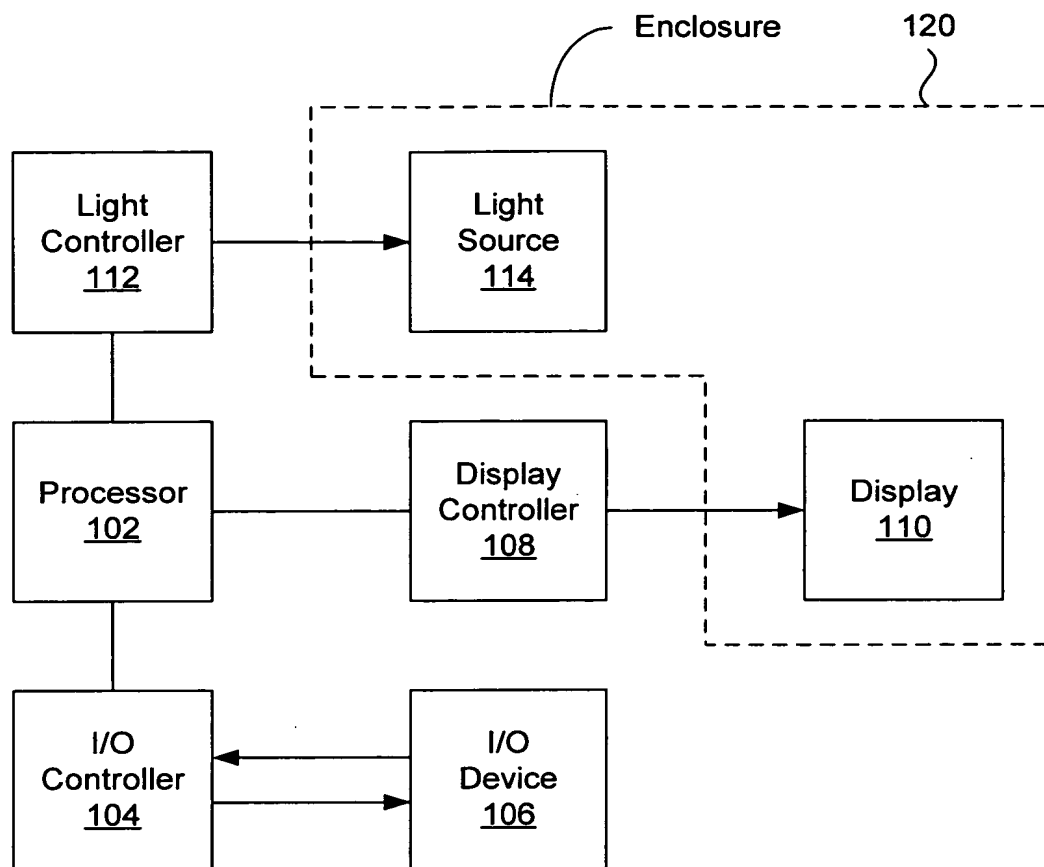 Enclosure 120
Light
Controller
112
Light
Source
114
Processor
102
Display
Controller
108
Display
110
I/O
Controller
104
I/O
Device
106